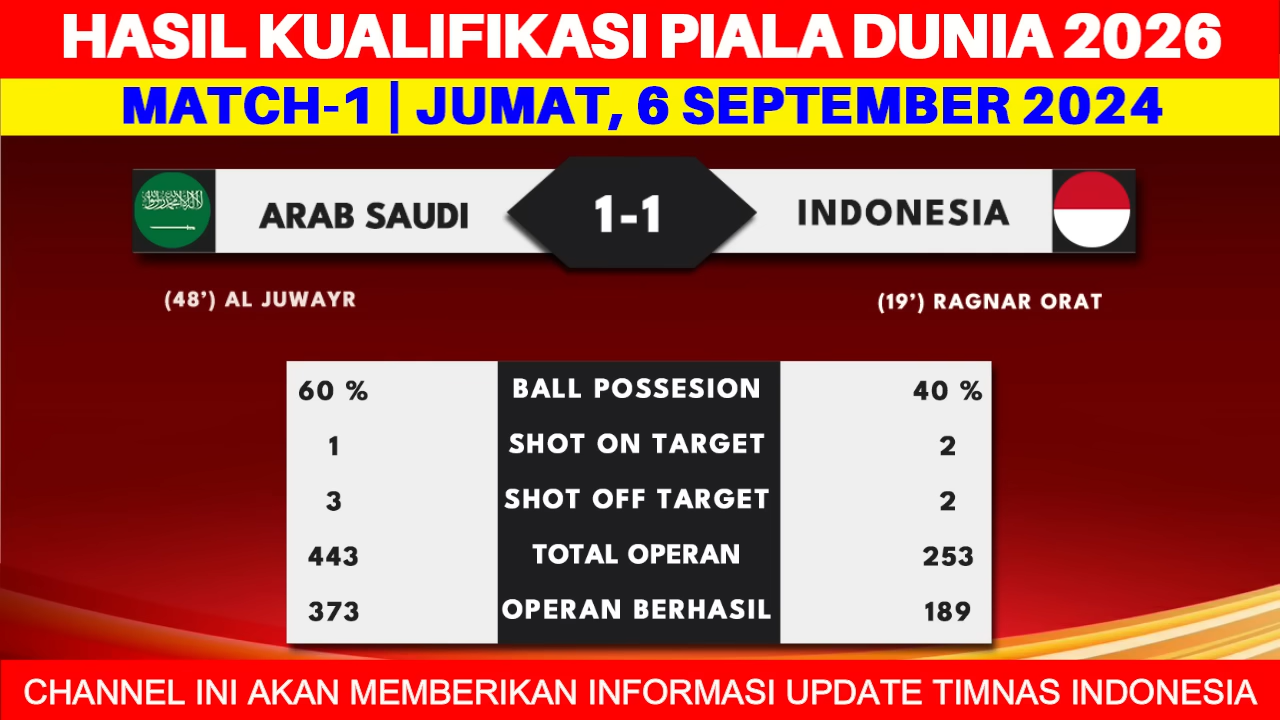 HASIL KUALIFIKASI PIALA DUNIA 2026
MATCH-1 | JUMAT, 6 SEPTEMBER 2024
ARAB SAUDI 1-1 INDONESIA
(48') AL JUWAYR (19') RAGNAR ORAT
60 % BALL POSSESION 40 %
1 SHOT ON TARGET 2
3 SHOT OFF TARGET 2
443 TOTAL OPERAN 253
373 OPERAN BERHASIL 189
CHANNEL INI AKAN MEMBERIKAN INFORMASI UPDATE TIMNAS INDONESIA